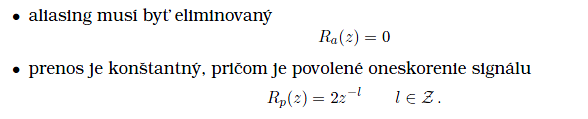 • aliasing musí byť eliminovaný
R_a(z) = 0
• prenos je konštantný, pričom je povolené oneskorenie signálu
R_p(z) = 2z^{-l}   l ∈ Z .